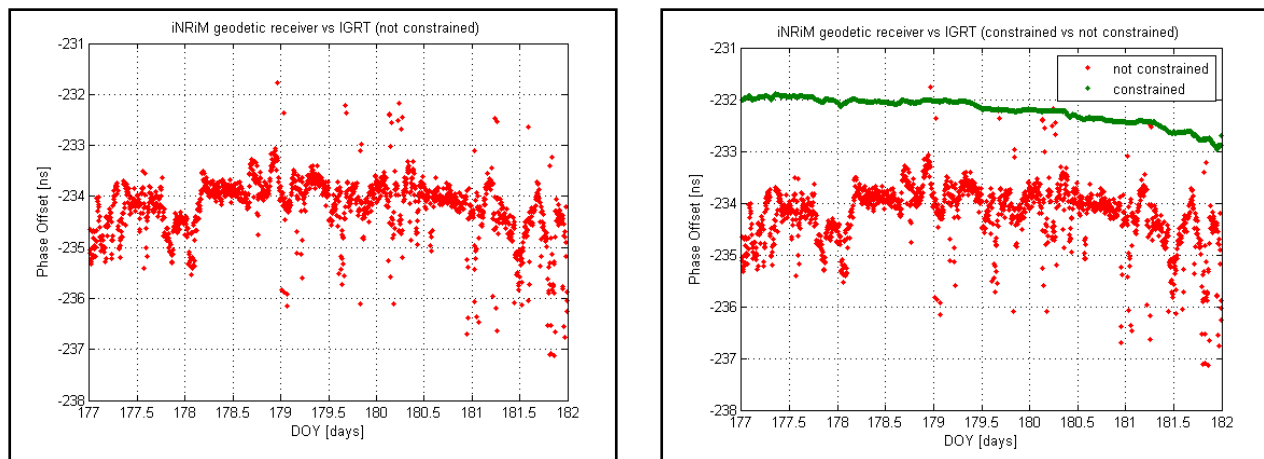 iNRiM geodetic receiver vs IGRT (not constrained)
-231
-232
-233
-234
-235
-236
-237
-238
Phase Offset [ns]
177 177.5 178 178.5 179 179.5 180 180.5 181 181.5 182
DOY [days]
iNRiM geodetic receiver vs IGRT (constrained vs not constrained)
not constrained
constrained
-231
-232
-233
-234
-235
-236
-237
-238
Phase Offset [ns]
177 177.5 178 178.5 179 179.5 180 180.5 181 181.5 182
DOY [days]